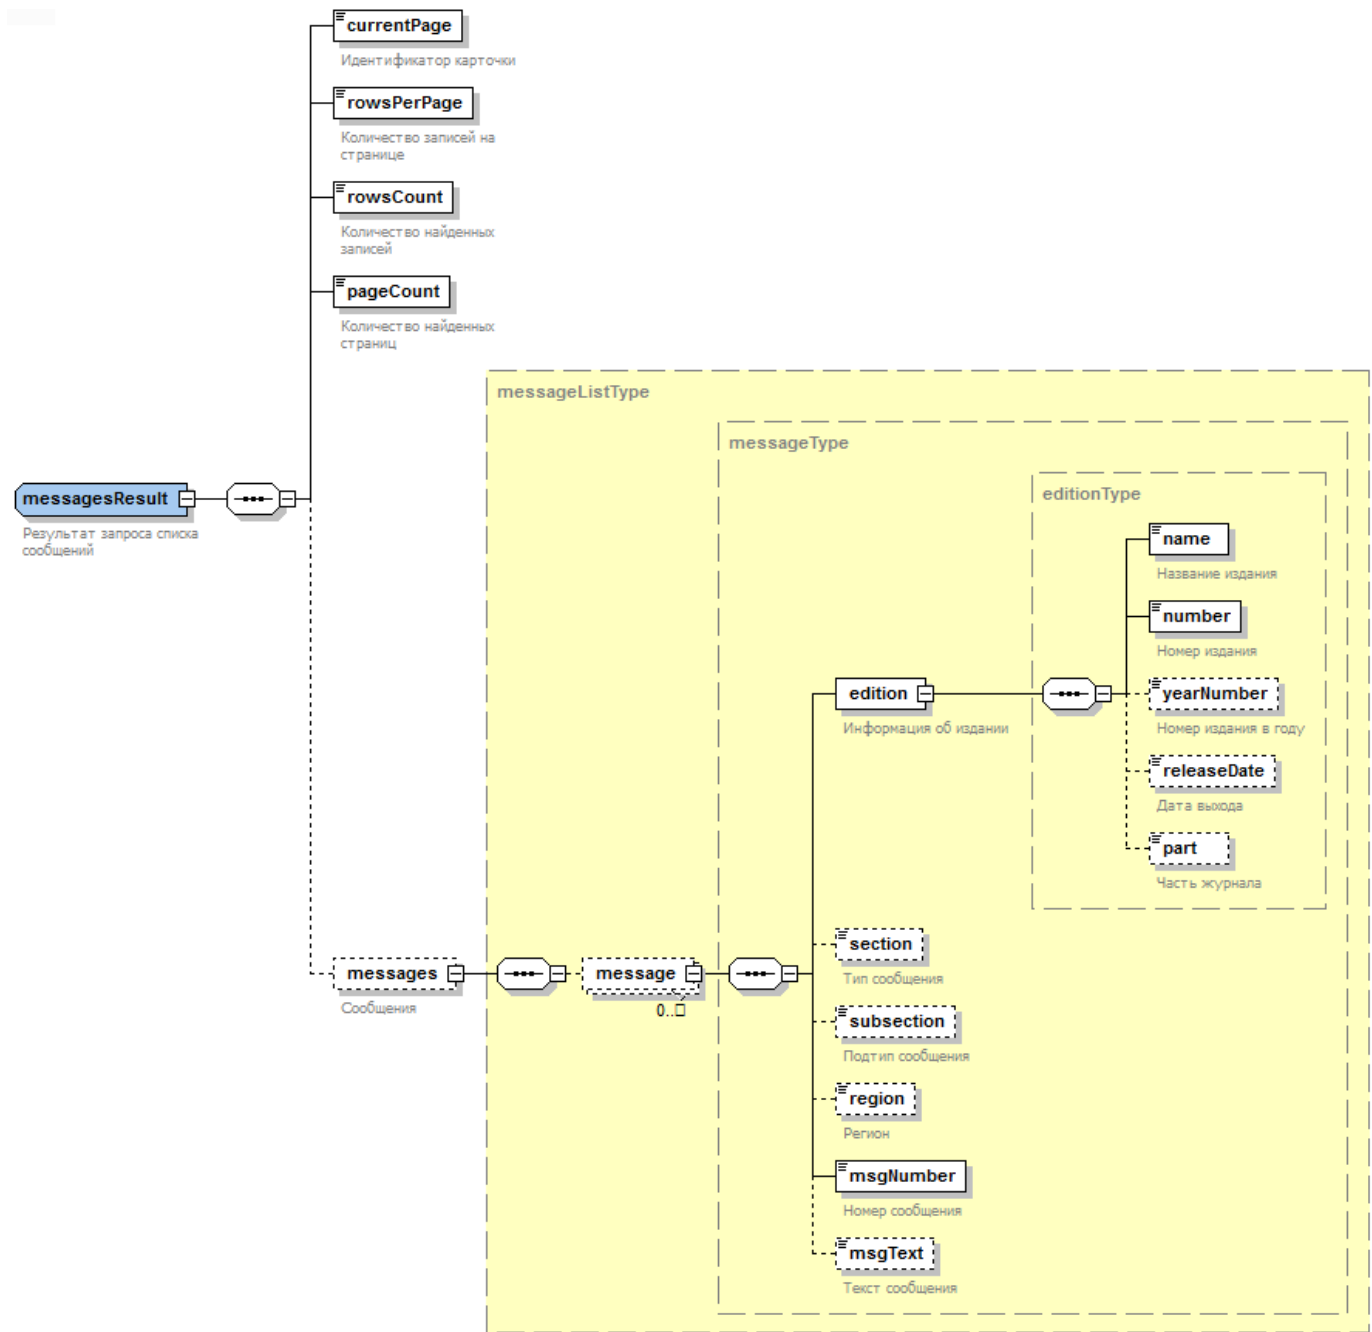 currentPage
Идентификатор карточки
rowsPerPage
Количество записей на
странице
rowsCount
Количество найденных
записей
pageCount
Количество найденных
страниц
messageListType
messageType
editionType
messagesResult
Результат запроса списка
сообщений
name
Название издания
number
Номер издания
edition
Информация об издании
yearNumber
Номер издания в году
releaseDate
Дата выхода
part
Часть журнала
section
Тип сообщения
messages
Сообщения
message
0..□
subsection
Подтип сообщения
region
Регион
msgNumber
Номер сообщения
msgText
Текст сообщения